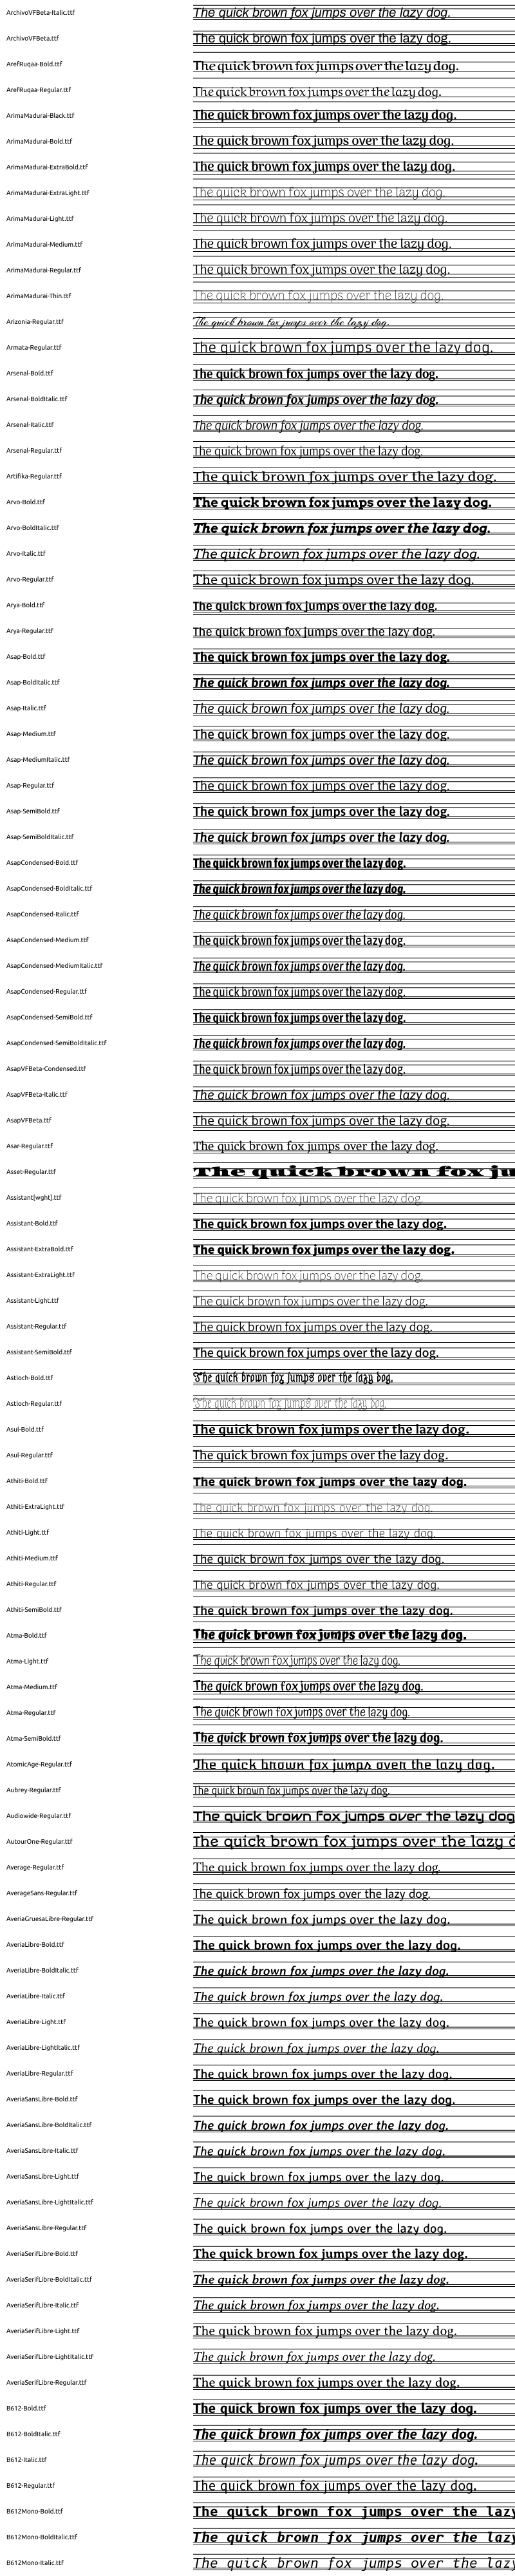 ArchivoVFBeta-Italic.ttf The quick brown fox jumps over the lazy dog.
ArchivoVFBeta.ttf The quick brown fox jumps over the lazy dog.
ArefRuqaa-Bold.ttf The quick brown fox jumps over the lazy dog.
ArefRuqaa-Regular.ttf The quick brown fox jumps over the lazy dog.
ArimaMadurai-Black.ttf The quick brown fox jumps over the lazy dog.
ArimaMadurai-Bold.ttf The quick brown fox jumps over the lazy dog.
ArimaMadurai-ExtraBold.ttf The quick brown fox jumps over the lazy dog.
ArimaMadurai-ExtraLight.ttf The quick brown fox jumps over the lazy dog.
ArimaMadurai-Light.ttf The quick brown fox jumps over the lazy dog.
ArimaMadurai-Medium.ttf The quick brown fox jumps over the lazy dog.
ArimaMadurai-Regular.ttf The quick brown fox jumps over the lazy dog.
ArimaMadurai-Thin.ttf The quick brown fox jumps over the lazy dog.
Arizonia-Regular.ttf The quick brown fox jumps over the lazy dog.
Armata-Regular.ttf The quick brown fox jumps over the lazy dog.
Arsenal-Bold.ttf The quick brown fox jumps over the lazy dog.
Arsenal-BoldItalic.ttf The quick brown fox jumps over the lazy dog.
Arsenal-Italic.ttf The quick brown fox jumps over the lazy dog.
Arsenal-Regular.ttf The quick brown fox jumps over the lazy dog.
Artifika-Regular.ttf The quick brown fox jumps over the lazy dog.
Arvo-Bold.ttf The quick brown fox jumps over the lazy dog.
Arvo-BoldItalic.ttf The quick brown fox jumps over the lazy dog.
Arvo-Italic.ttf The quick brown fox jumps over the lazy dog.
Arvo-Regular.ttf The quick brown fox jumps over the lazy dog.
Arya-Bold.ttf The quick brown fox jumps over the lazy dog.
Arya-Regular.ttf The quick brown fox jumps over the lazy dog.
Asap-Bold.ttf The quick brown fox jumps over the lazy dog.
Asap-BoldItalic.ttf The quick brown fox jumps over the lazy dog.
Asap-Italic.ttf The quick brown fox jumps over the lazy dog.
Asap-Medium.ttf The quick brown fox jumps over the lazy dog.
Asap-MediumItalic.ttf The quick brown fox jumps over the lazy dog.
Asap-Regular.ttf The quick brown fox jumps over the lazy dog.
Asap-SemiBold.ttf The quick brown fox jumps over the lazy dog.
Asap-SemiBoldItalic.ttf The quick brown fox jumps over the lazy dog.
AsapCondensed-Bold.ttf The quick brown fox jumps over the lazy dog.
AsapCondensed-BoldItalic.ttf The quick brown fox jumps over the lazy dog.
AsapCondensed-Italic.ttf The quick brown fox jumps over the lazy dog.
AsapCondensed-Medium.ttf The quick brown fox jumps over the lazy dog.
AsapCondensed-MediumItalic.ttf The quick brown fox jumps over the lazy dog.
AsapCondensed-Regular.ttf The quick brown fox jumps over the lazy dog.
AsapCondensed-SemiBold.ttf The quick brown fox jumps over the lazy dog.
AsapCondensed-SemiBoldItalic.ttf The quick brown fox jumps over the lazy dog.
AsapVFBeta-Condensed.ttf The quick brown fox jumps over the lazy dog.
AsapVFBeta-Italic.ttf The quick brown fox jumps over the lazy dog.
AsapVFBeta.ttf The quick brown fox jumps over the lazy dog.
Asar-Regular.ttf The quick brown fox jumps over the lazy dog.
Asset-Regular.ttf The quick brown fox ju
Assistant[wght].ttf The quick brown fox jumps over the lazy dog.
Assistant-Bold.ttf The quick brown fox jumps over the lazy dog.
Assistant-ExtraBold.ttf The quick brown fox jumps over the lazy dog.
Assistant-ExtraLight.ttf The quick brown fox jumps over the lazy dog.
Assistant-Light.ttf The quick brown fox jumps over the lazy dog.
Assistant-Regular.ttf The quick brown fox jumps over the lazy dog.
Assistant-SemiBold.ttf The quick brown fox jumps over the lazy dog.
Astloch-Bold.ttf The quick brown fox jumps over the lazy dog.
Astloch-Regular.ttf The quick brown fox jumps over the lazy dog.
Asul-Bold.ttf The quick brown fox jumps over the lazy dog.
Asul-Regular.ttf The quick brown fox jumps over the lazy dog.
Athiti-Bold.ttf The quick brown fox jumps over the lazy dog.
Athiti-ExtraLight.ttf The quick brown fox jumps over the lazy dog.
Athiti-Light.ttf The quick brown fox jumps over the lazy dog.
Athiti-Medium.ttf The quick brown fox jumps over the lazy dog.
Athiti-Regular.ttf The quick brown fox jumps over the lazy dog.
Athiti-SemiBold.ttf The quick brown fox jumps over the lazy dog.
Atma-Bold.ttf The quick brown fox jumps over the lazy dog.
Atma-Light.ttf The quick brown fox jumps over the lazy dog.
Atma-Medium.ttf The quick brown fox jumps over the lazy dog.
Atma-Regular.ttf The quick brown fox jumps over the lazy dog.
Atma-SemiBold.ttf The quick brown fox jumps over the lazy dog.
AtomicAge-Regular.ttf The quick brown fox jumps over the lazy dog.
Aubrey-Regular.ttf The quick brown fox jumps over the lazy dog.
Audiowide-Regular.ttf The quick brown fox jumps over the lazy dog
AutourOne-Regular.ttf The quick brown fox jumps over the lazy d
Average-Regular.ttf The quick brown fox jumps over the lazy dog.
AverageSans-Regular.ttf The quick brown fox jumps over the lazy dog.
AveriaGruesaLibre-Regular.ttf The quick brown fox jumps over the lazy dog.
AveriaLibre-Bold.ttf The quick brown fox jumps over the lazy dog.
AveriaLibre-BoldItalic.ttf The quick brown fox jumps over the lazy dog.
AveriaLibre-Italic.ttf The quick brown fox jumps over the lazy dog.
AveriaLibre-Light.ttf The quick brown fox jumps over the lazy dog.
AveriaLibre-LightItalic.ttf The quick brown fox jumps over the lazy dog.
AveriaLibre-Regular.ttf The quick brown fox jumps over the lazy dog.
AveriaSansLibre-Bold.ttf The quick brown fox jumps over the lazy dog.
AveriaSansLibre-BoldItalic.ttf The quick brown fox jumps over the lazy dog.
AveriaSansLibre-Italic.ttf The quick brown fox jumps over the lazy dog.
AveriaSansLibre-Light.ttf The quick brown fox jumps over the lazy dog.
AveriaSansLibre-LightItalic.ttf The quick brown fox jumps over the lazy dog.
AveriaSansLibre-Regular.ttf The quick brown fox jumps over the lazy dog.
AveriaSerifLibre-Bold.ttf The quick brown fox jumps over the lazy dog.
AveriaSerifLibre-BoldItalic.ttf The quick brown fox jumps over the lazy dog.
AveriaSerifLibre-Italic.ttf The quick brown fox jumps over the lazy dog.
AveriaSerifLibre-Light.ttf The quick brown fox jumps over the lazy dog.
AveriaSerifLibre-LightItalic.ttf The quick brown fox jumps over the lazy dog.
AveriaSerifLibre-Regular.ttf The quick brown fox jumps over the lazy dog.
B612-Bold.ttf The quick brown fox jumps over the lazy dog.
B612-BoldItalic.ttf The quick brown fox jumps over the lazy dog.
B612-Italic.ttf The quick brown fox jumps over the lazy dog.
B612-Regular.ttf The quick brown fox jumps over the lazy dog.
B612Mono-Bold.ttf The quick brown fox jumps over the lazy
B612Mono-BoldItalic.ttf The quick brown fox jumps over the lazy
B612Mono-Italic.ttf The quick brown fox jumps over the lazy